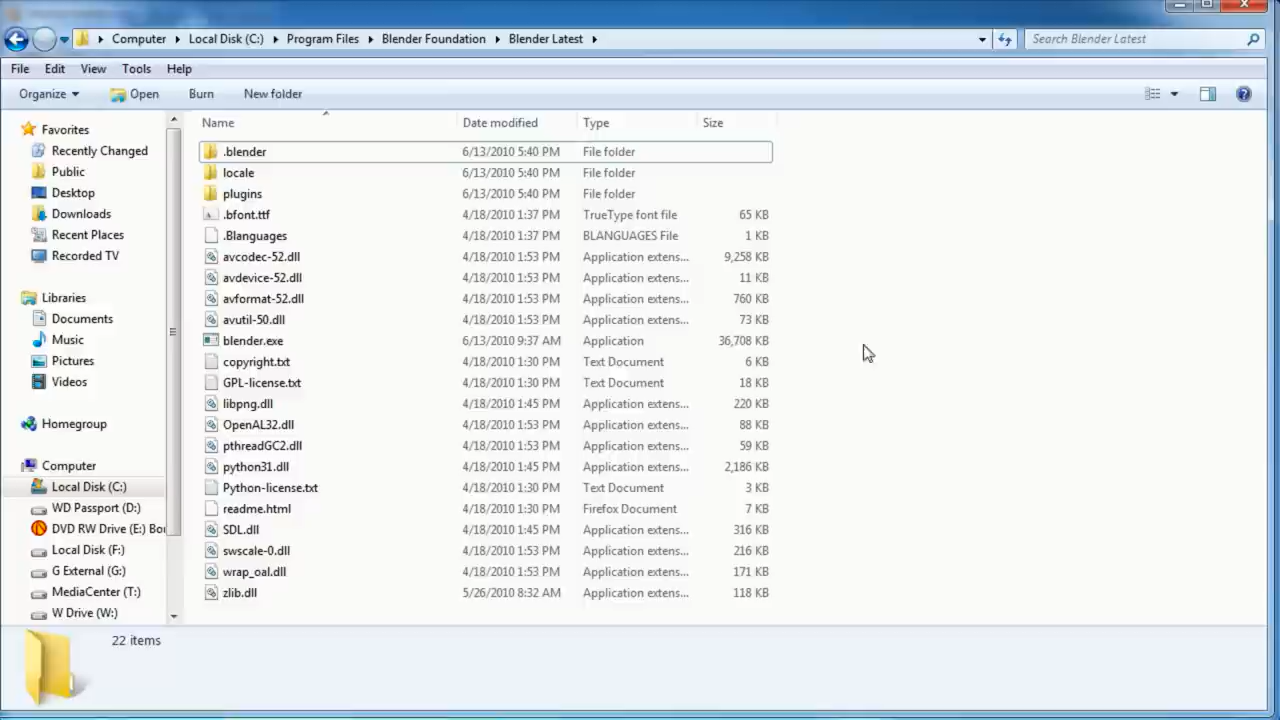 Computer Local Disk (C:) Program Files Blender Foundation Blender Latest Search Blender Latest
File Edit View Tools Help
Organize Open Burn New folder
Favorites
Recently Changed
Public
Desktop
Downloads
Recent Places
Recorded TV
Libraries
Documents
Music
Pictures
Videos
Homegroup
Computer
Local Disk (C:)
WD Passport (D:)
DVD RW Drive (E:) Bou
Local Disk (F:)
G External (G:)
MediaCenter (T:)
W Drive (W:)
Name Date modified Type Size
.blender 6/13/2010 5:40 PM File folder
locale 6/13/2010 5:40 PM File folder
plugins 6/13/2010 5:40 PM File folder
.bfont.ttf 4/18/2010 1:37 PM TrueType font file 65 KB
.Blanguages 4/18/2010 1:37 PM BLANGUAGES File 1 KB
avcodec-52.dll 4/18/2010 1:53 PM Application extens... 9,258 KB
avdevice-52.dll 4/18/2010 1:53 PM Application extens... 11 KB
avformat-52.dll 4/18/2010 1:53 PM Application extens... 760 KB
avutil-50.dll 4/18/2010 1:53 PM Application extens... 73 KB
blender.exe 6/13/2010 9:37 AM Application 36,708 KB
copyright.txt 4/18/2010 1:30 PM Text Document 6 KB
GPL-license.txt 4/18/2010 1:30 PM Text Document 18 KB
libpng.dll 4/18/2010 1:45 PM Application extens... 220 KB
OpenAL32.dll 4/18/2010 1:53 PM Application extens... 88 KB
pthreadGC2.dll 4/18/2010 1:53 PM Application extens... 59 KB
python31.dll 4/18/2010 1:45 PM Application extens... 2,186 KB
Python-license.txt 4/18/2010 1:30 PM Text Document 3 KB
readme.html 4/18/2010 1:30 PM Firefox Document 7 KB
SDL.dll 4/18/2010 1:45 PM Application extens... 316 KB
swscale-0.dll 4/18/2010 1:53 PM Application extens... 216 KB
wrap_oal.dll 4/18/2010 1:53 PM Application extens... 171 KB
zlib.dll 5/26/2010 8:32 AM Application extens... 118 KB
22 items